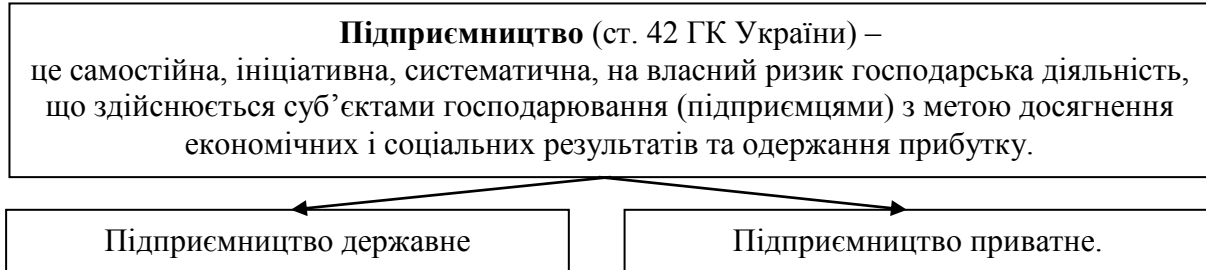 Підприємництво (ст. 42 ГК України) –
це самостійна, ініціативна, систематична, на власний ризик господарська діяльність,
що здійснюється суб’єктами господарювання (підприємцями) з метою досягнення
економічних і соціальних результатів та одержання прибутку.
Підприємництво державне
Підприємництво приватне.